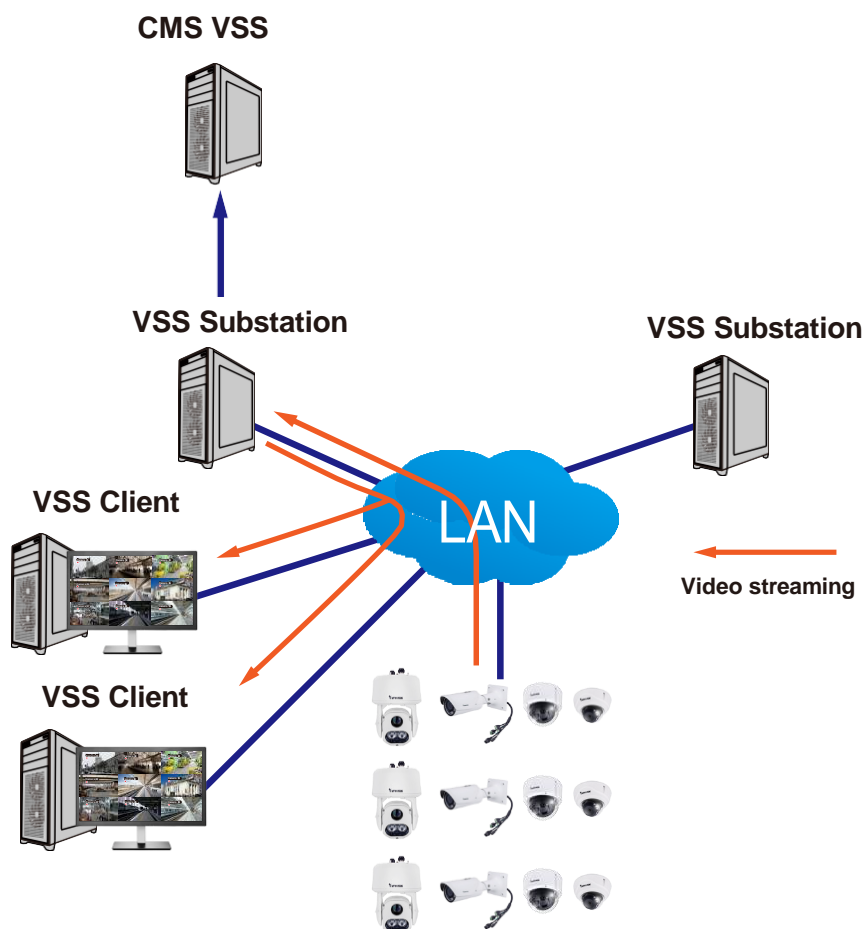 CMS VSS
VSS Substation
VSS Substation
VSS Client
LAN
Video streaming
VSS Client